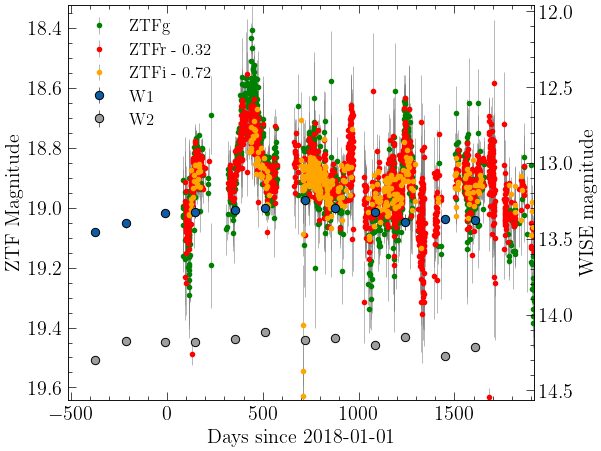 ZTFg
ZTFr - 0.32
ZTFi - 0.72
W1
W2
18.4
18.6
18.8
19.0
19.2
19.4
19.6
ZTF Magnitude
12.0
12.5
13.0
13.5
14.0
14.5
WISE magnitude
−500 0 500 1000 1500
Days since 2018-01-01